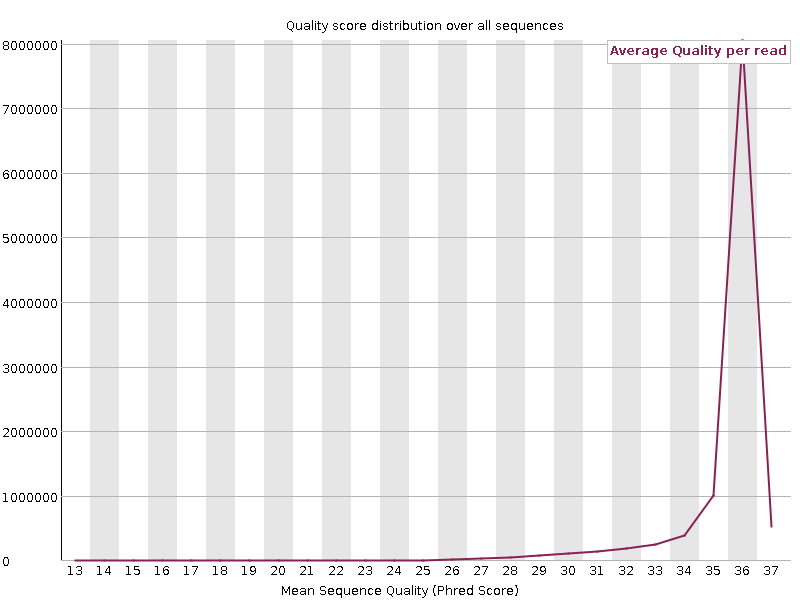 Quality score distribution over all sequences
8000000
Average Quality per read
7000000
6000000
5000000
4000000
3000000
2000000
1000000
0
13 14 15 16 17 18 19 20 21 22 23 24 25 26 27 28 29 30 31 32 33 34 35 36 37
Mean Sequence Quality (Phred Score)